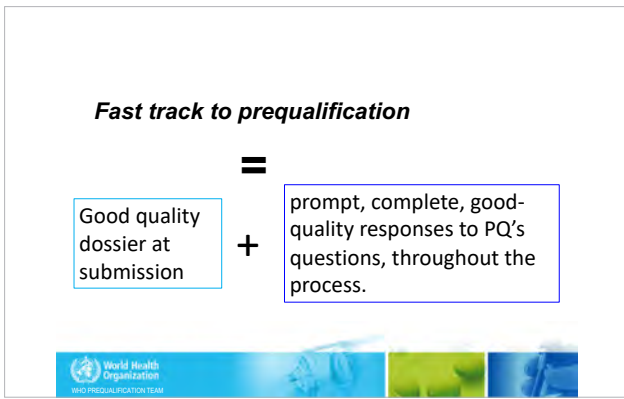 Fast track to prequalification
=
Good quality
dossier at
submission
+
prompt, complete, good-
quality responses to PQ's
questions, throughout the
process.
World Health
Organization
WHO PREQUALIFICATION TEAM